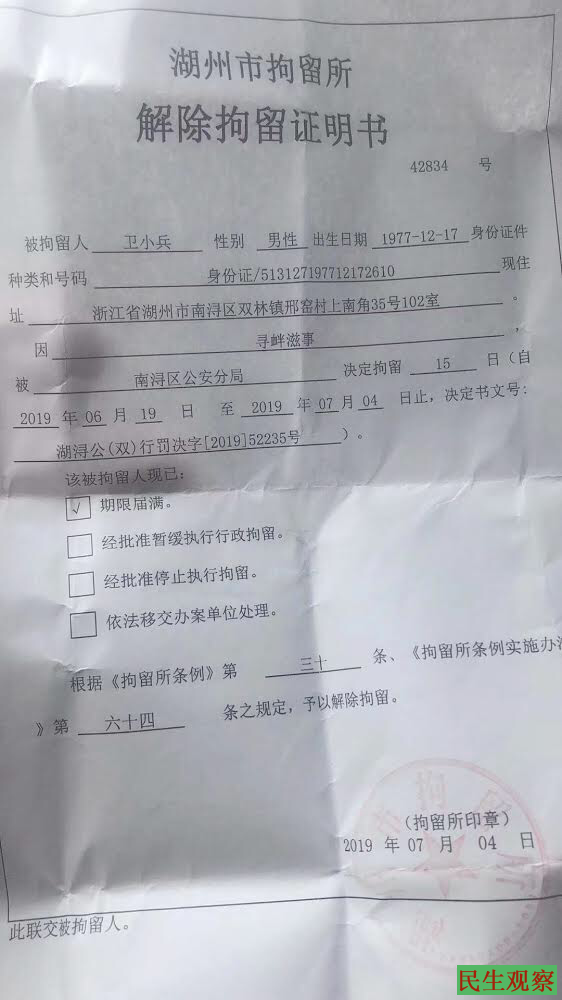 湖州市拘留所
解除拘留证明书
42834 号
被拘留人 卫小兵 性别 男性 出生日期 1977-12-17 身份证件
种类和号码 身份证/513127197712172610 现住
址 浙江省湖州市南浔区双林镇邢窑村上南角35号102室 。
因 寻衅滋事 ，
被 南浔区公安分局 决定拘留 15 日（自
2019 年 06 月 19 日 至 2019 年 07 月 04 日止，决定书文号：
湖浔公(双)行罚决字[2019]52235号 ）。
该被拘留人现已：
√ 期限届满。
经批准暂缓执行行政拘留。
经批准停止执行拘留。
依法移交办案单位处理。
根据《拘留所条例》第 三十 条、《拘留所条例实施办法
》第 六十四 条之规定，予以解除拘留。
（拘留所印章）
2019 年 07 月 04 日
此联交被拘留人。
民生观察